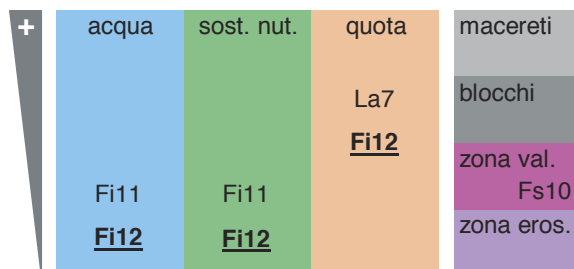 +
acqua
sost. nut.
quota
macereti
La7
blocchi
Fi12
zona val.
Fi11
Fi11
Fs10
Fi12
Fi12
zona eros.